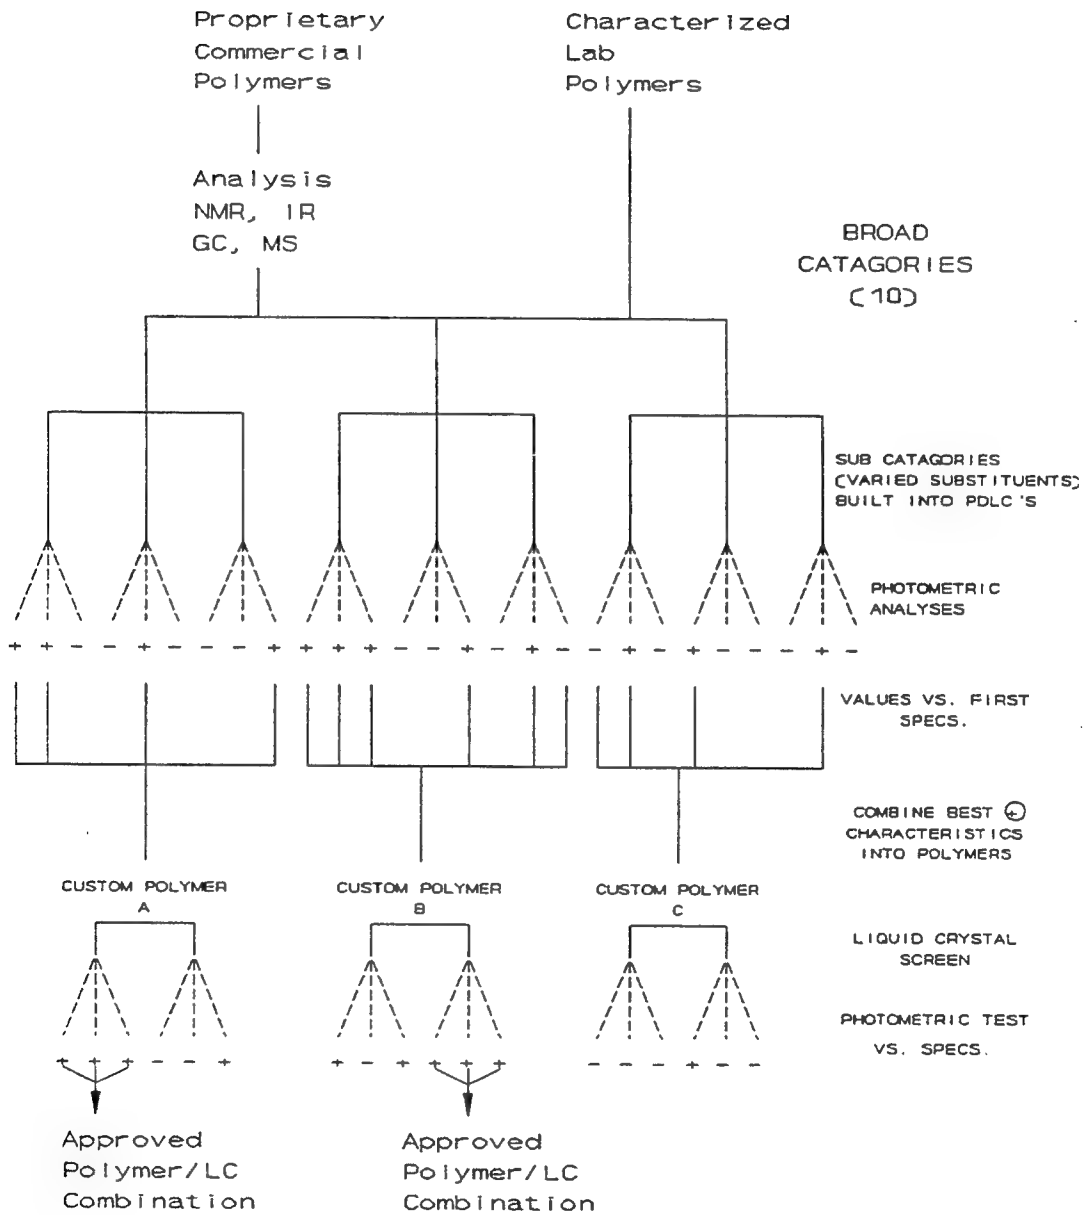 Proprietary
Commercial
Polymers
Characterized
Lab
Polymers
Analysis
NMR, IR
GC, MS
BROAD
CATAGORIES
(10)
SUB CATAGORIES
(VARIED SUBSTITUENTS)
BUILT INTO PDLC'S
PHOTOMETRIC
ANALYSES
+ + - - + - - - + + + + - - + - + - - + - + - - - + -
VALUES VS. FIRST
SPECS.
COMBINE BEST ⊕
CHARACTERISTICS
INTO POLYMERS
CUSTOM POLYMER
A
CUSTOM POLYMER
B
CUSTOM POLYMER
C
LIQUID CRYSTAL
SCREEN
PHOTOMETRIC TEST
VS. SPECS.
+ + + - - +
+ - + + + +
- - - + - -
Approved
Polymer/LC
Combination
Approved
Polymer/LC
Combination